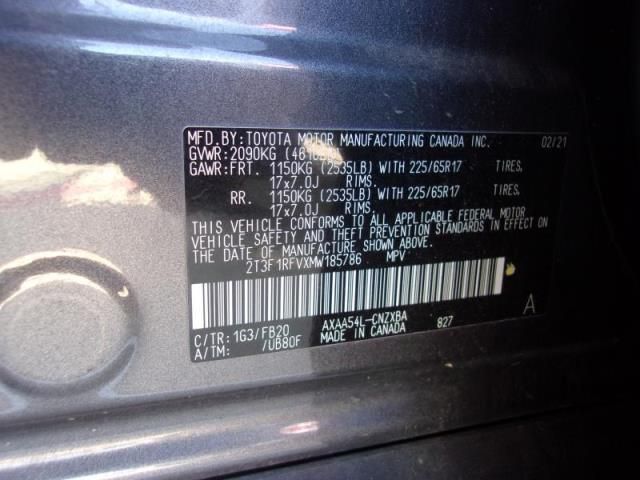 MFD.BY: TOYOTA MOTOR MANUFACTURING CANADA INC. 02/21
GVWR: 2090KG
GAWR: FRT. 1150KG (2535LB) WITH 225/65R17 TIRES.
17x7.0J RIMS.
RR. 1150KG (2535LB) WITH 225/65R17 TIRES.
17x7.0J RIMS.
THIS VEHICLE CONFORMS TO ALL APPLICABLE FEDERAL MOTOR
VEHICLE SAFETY AND THEFT PREVENTION STANDARDS IN EFFECT ON
THE DATE OF MANUFACTURE SHOWN ABOVE.
2T3F1RFVXMW185786 MPV
C/TR: 1G3/FB20 AXAA54L-CNZXBA 827 A
A/TM: /UB80F MADE IN CANADA